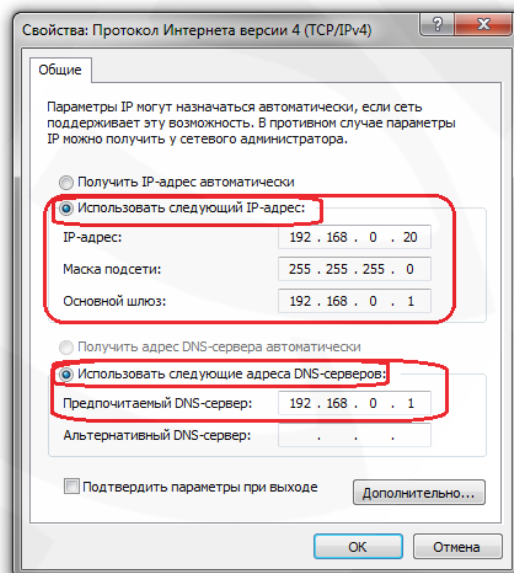 Свойства: Протокол Интернета версии 4 (TCP/IPv4)
?
Общие
Параметры IP могут назначаться автоматически, если сеть
поддерживает эту возможность. В противном случае параметры
IP можно получить у сетевого администратора.
Получить IP-адрес автоматически
Использовать следующий IP-адрес:
IP-адрес: 192 . 168 . 0 . 20
Маска подсети: 255 . 255 . 255 . 0
Основной шлюз: 192 . 168 . 0 . 1
Получить адрес DNS-сервера автоматически
Использовать следующие адреса DNS-серверов:
Предпочитаемый DNS-сервер: 192 . 168 . 0 . 1
Альтернативный DNS-сервер: . . .
Подтвердить параметры при выходе
Дополнительно...
ОК Отмена